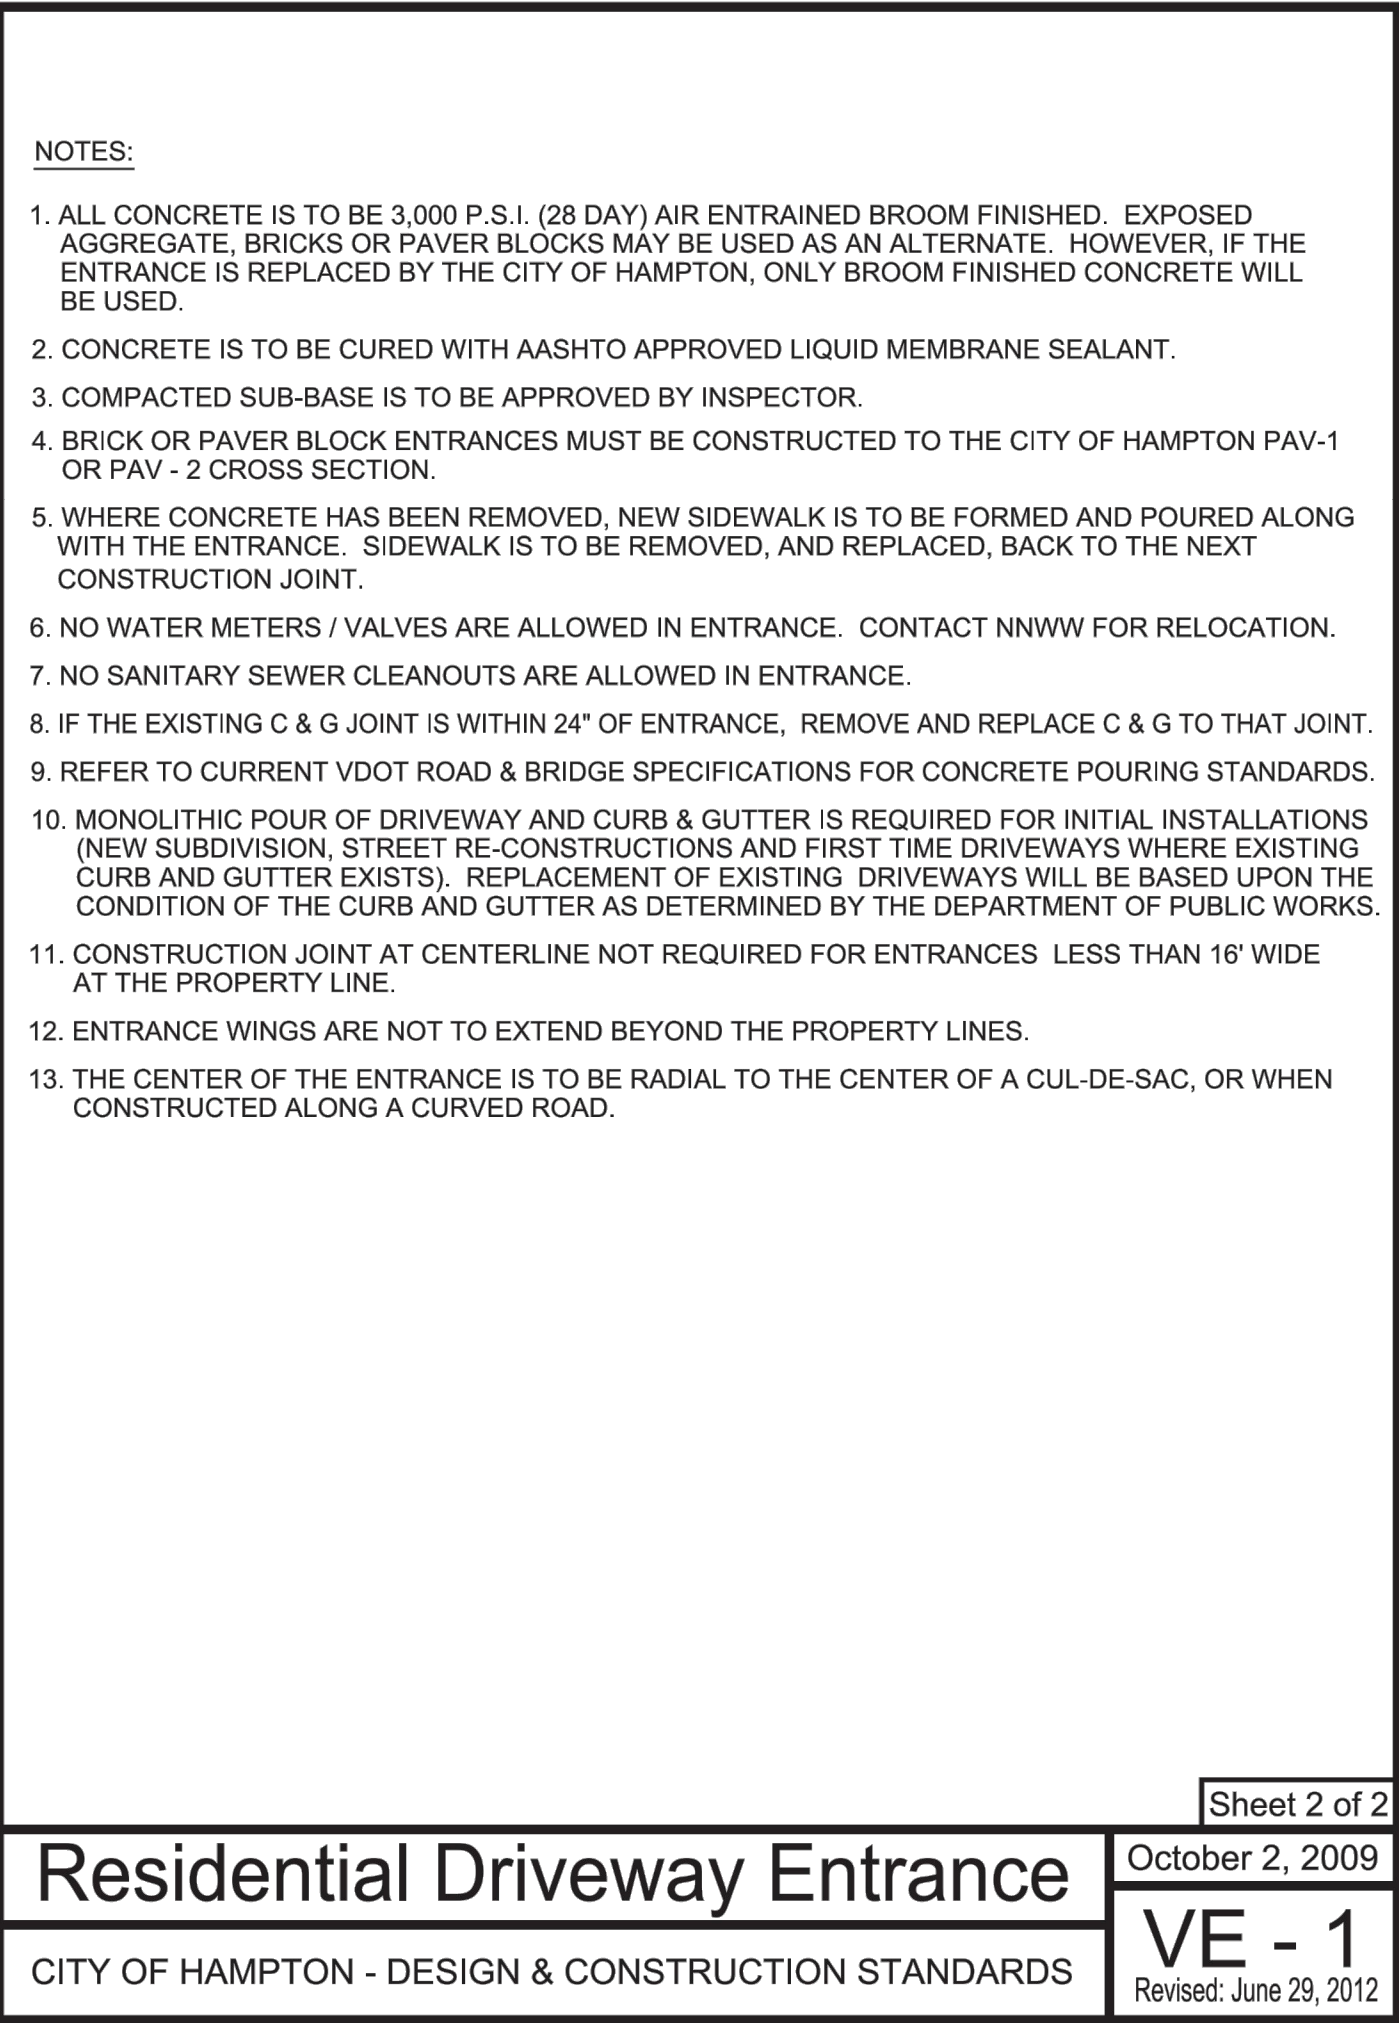 NOTES:
1. ALL CONCRETE IS TO BE 3,000 P.S.I. (28 DAY) AIR ENTRAINED BROOM FINISHED. EXPOSED
AGGREGATE, BRICKS OR PAVER BLOCKS MAY BE USED AS AN ALTERNATE. HOWEVER, IF THE
ENTRANCE IS REPLACED BY THE CITY OF HAMPTON, ONLY BROOM FINISHED CONCRETE WILL
BE USED.
2. CONCRETE IS TO BE CURED WITH AASHTO APPROVED LIQUID MEMBRANE SEALANT.
3. COMPACTED SUB-BASE IS TO BE APPROVED BY INSPECTOR.
4. BRICK OR PAVER BLOCK ENTRANCES MUST BE CONSTRUCTED TO THE CITY OF HAMPTON PAV-1
OR PAV - 2 CROSS SECTION.
5. WHERE CONCRETE HAS BEEN REMOVED, NEW SIDEWALK IS TO BE FORMED AND POURED ALONG
WITH THE ENTRANCE. SIDEWALK IS TO BE REMOVED, AND REPLACED, BACK TO THE NEXT
CONSTRUCTION JOINT.
6. NO WATER METERS / VALVES ARE ALLOWED IN ENTRANCE. CONTACT NNWW FOR RELOCATION.
7. NO SANITARY SEWER CLEANOUTS ARE ALLOWED IN ENTRANCE.
8. IF THE EXISTING C & G JOINT IS WITHIN 24" OF ENTRANCE, REMOVE AND REPLACE C & G TO THAT JOINT.
9. REFER TO CURRENT VDOT ROAD & BRIDGE SPECIFICATIONS FOR CONCRETE POURING STANDARDS.
10. MONOLITHIC POUR OF DRIVEWAY AND CURB & GUTTER IS REQUIRED FOR INITIAL INSTALLATIONS
(NEW SUBDIVISION, STREET RE-CONSTRUCTIONS AND FIRST TIME DRIVEWAYS WHERE EXISTING
CURB AND GUTTER EXISTS). REPLACEMENT OF EXISTING DRIVEWAYS WILL BE BASED UPON THE
CONDITION OF THE CURB AND GUTTER AS DETERMINED BY THE DEPARTMENT OF PUBLIC WORKS.
11. CONSTRUCTION JOINT AT CENTERLINE NOT REQUIRED FOR ENTRANCES LESS THAN 16' WIDE
AT THE PROPERTY LINE.
12. ENTRANCE WINGS ARE NOT TO EXTEND BEYOND THE PROPERTY LINES.
13. THE CENTER OF THE ENTRANCE IS TO BE RADIAL TO THE CENTER OF A CUL-DE-SAC, OR WHEN
CONSTRUCTED ALONG A CURVED ROAD.
Sheet 2 of 2
Residential Driveway Entrance
October 2, 2009
CITY OF HAMPTON - DESIGN & CONSTRUCTION STANDARDS
VE - 1
Revised: June 29, 2012